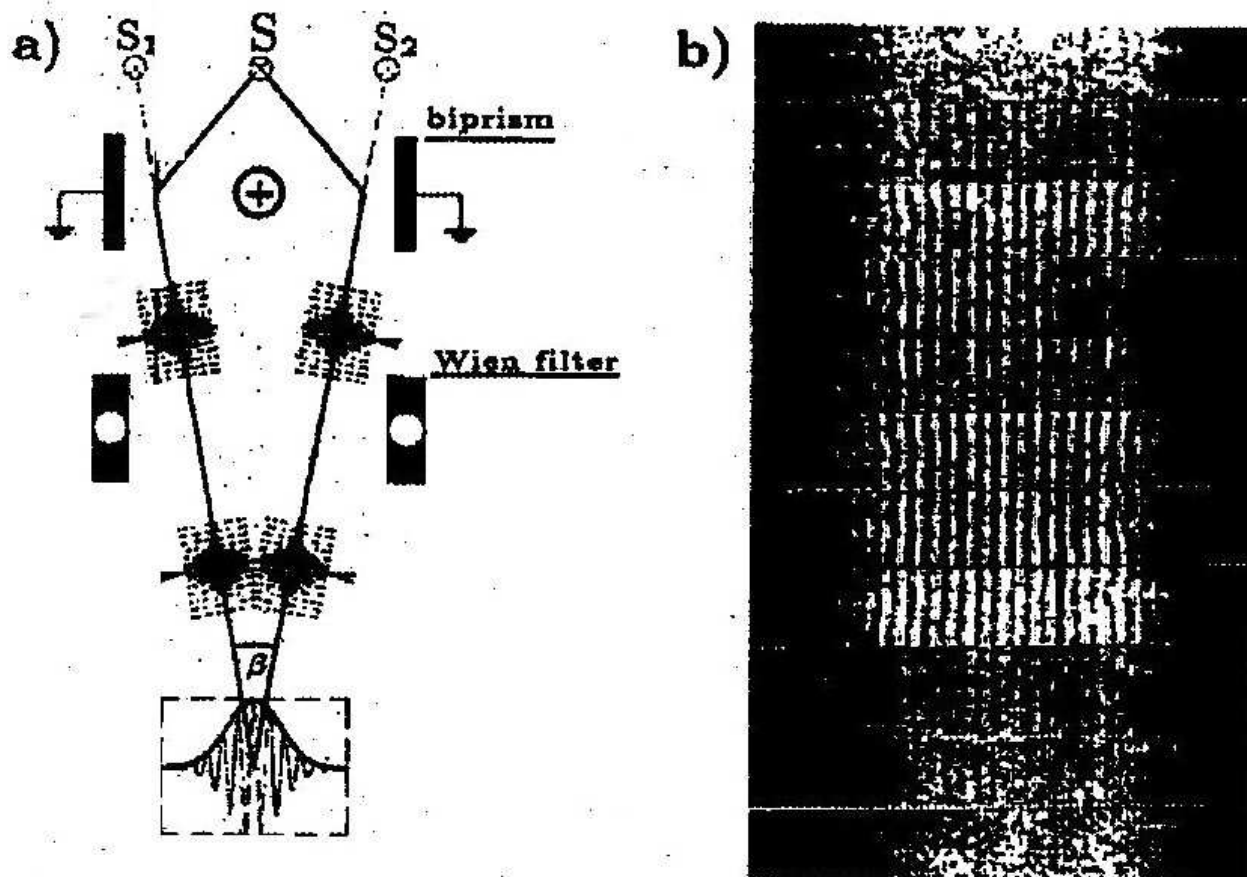 a)
S1 S S2
b)
biprism
+
Wien filter
β